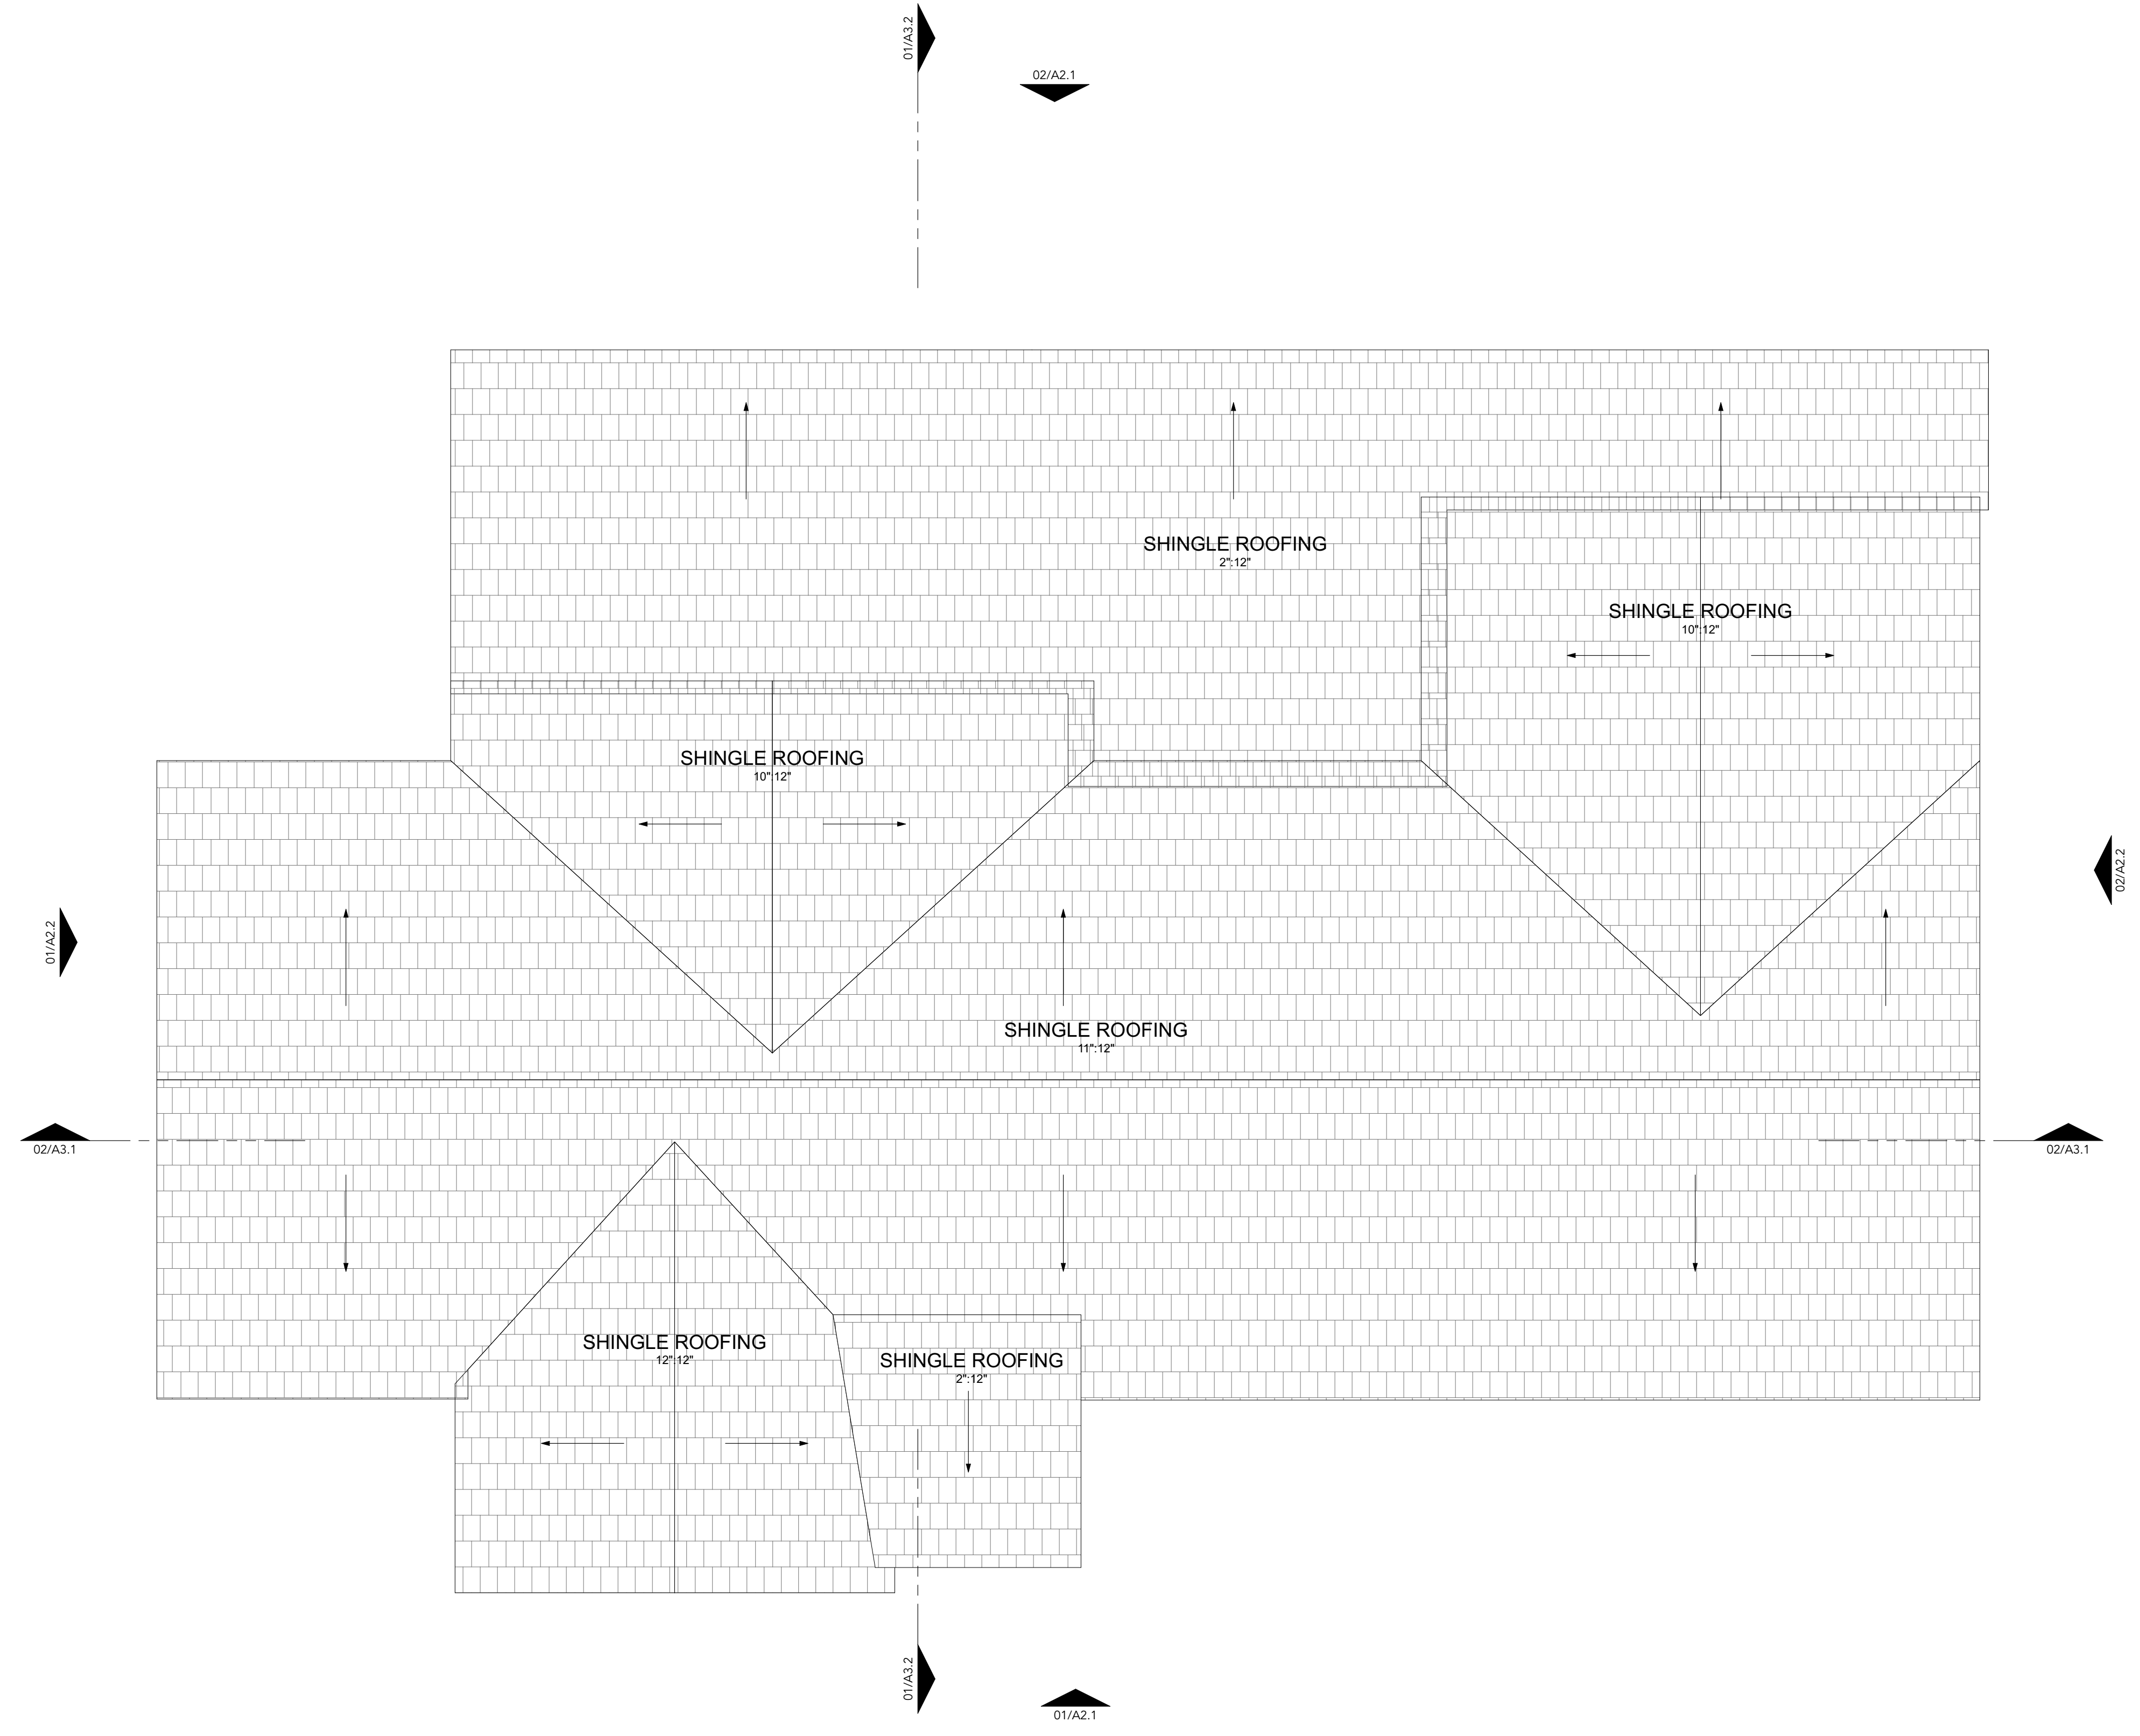 01/A3.2
02/A2.1
SHINGLE ROOFING
2":12"
SHINGLE ROOFING
10":12"
SHINGLE ROOFING
10":12"
02/A2.2
01/A2.2
SHINGLE ROOFING
11":12"
02/A3.1
02/A3.1
SHINGLE ROOFING
12":12"
SHINGLE ROOFING
2":12"
01/A3.2
01/A2.1